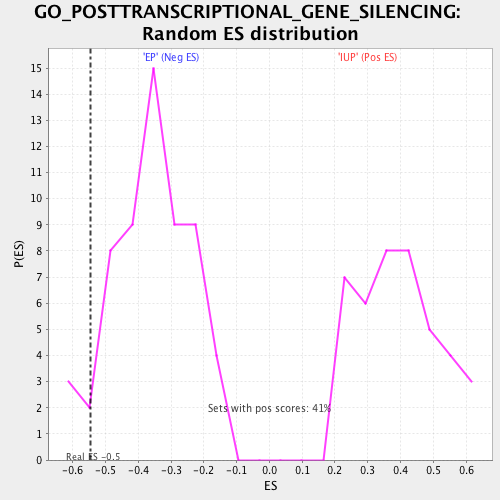 GO_POSTTRANSCRIPTIONAL_GENE_SILENCING:
Random ES distribution
'EP' (Neg ES) 'IUP' (Pos ES)
15
14
13
12
11
10
9
8
7
6
5
4
3
2
1
0
P(ES)
Sets with pos scores: 41%
Real ES -0.5
-0.6 -0.5 -0.4 -0.3 -0.2 -0.1 0.0 0.1 0.2 0.3 0.4 0.5 0.6
ES